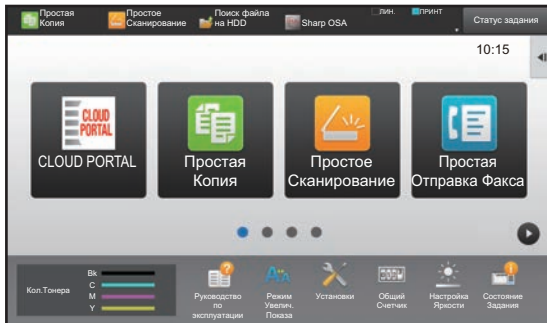 Простая
Копия
Простое
Сканирование
Поиск файла
на HDD
Sharp OSA
ЛИН.
ПРИНТ
Статус задания
10:15
CLOUD
PORTAL
CLOUD PORTAL
Простая
Копия
Простое
Сканирование
Простая
Отправка Факса
Кол.Тонера
Bk
C
M
Y
Руководство
по
эксплуатации
Режим
Увелич.
Показа
Установки
Общий
Счетчик
Настройка
Яркости
Состояние
Задания